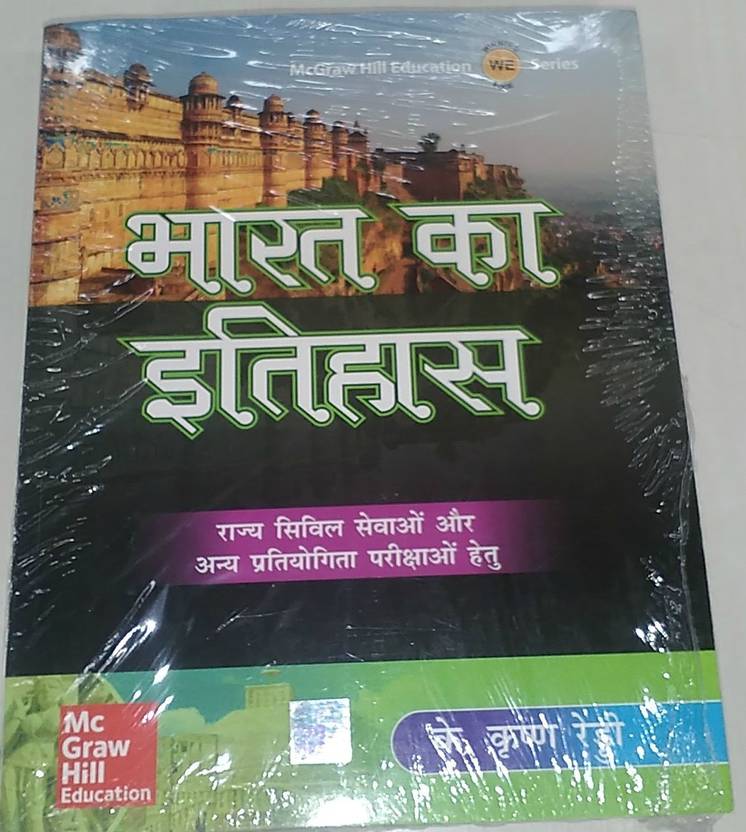 McGraw Hill Education WE Series
भारत का
इतिहास
राज्य सिविल सेवाओं और
अन्य प्रतियोगिता परीक्षाओं हेतु
के. कृष्ण रेड्डी
Mc
Graw
Hill
Education